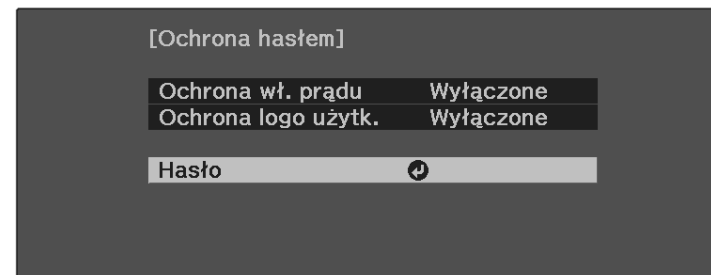 [Ochrona hasłem]
Ochrona wł. prądu Wyłączone
Ochrona logo użytk. Wyłączone
Hasło